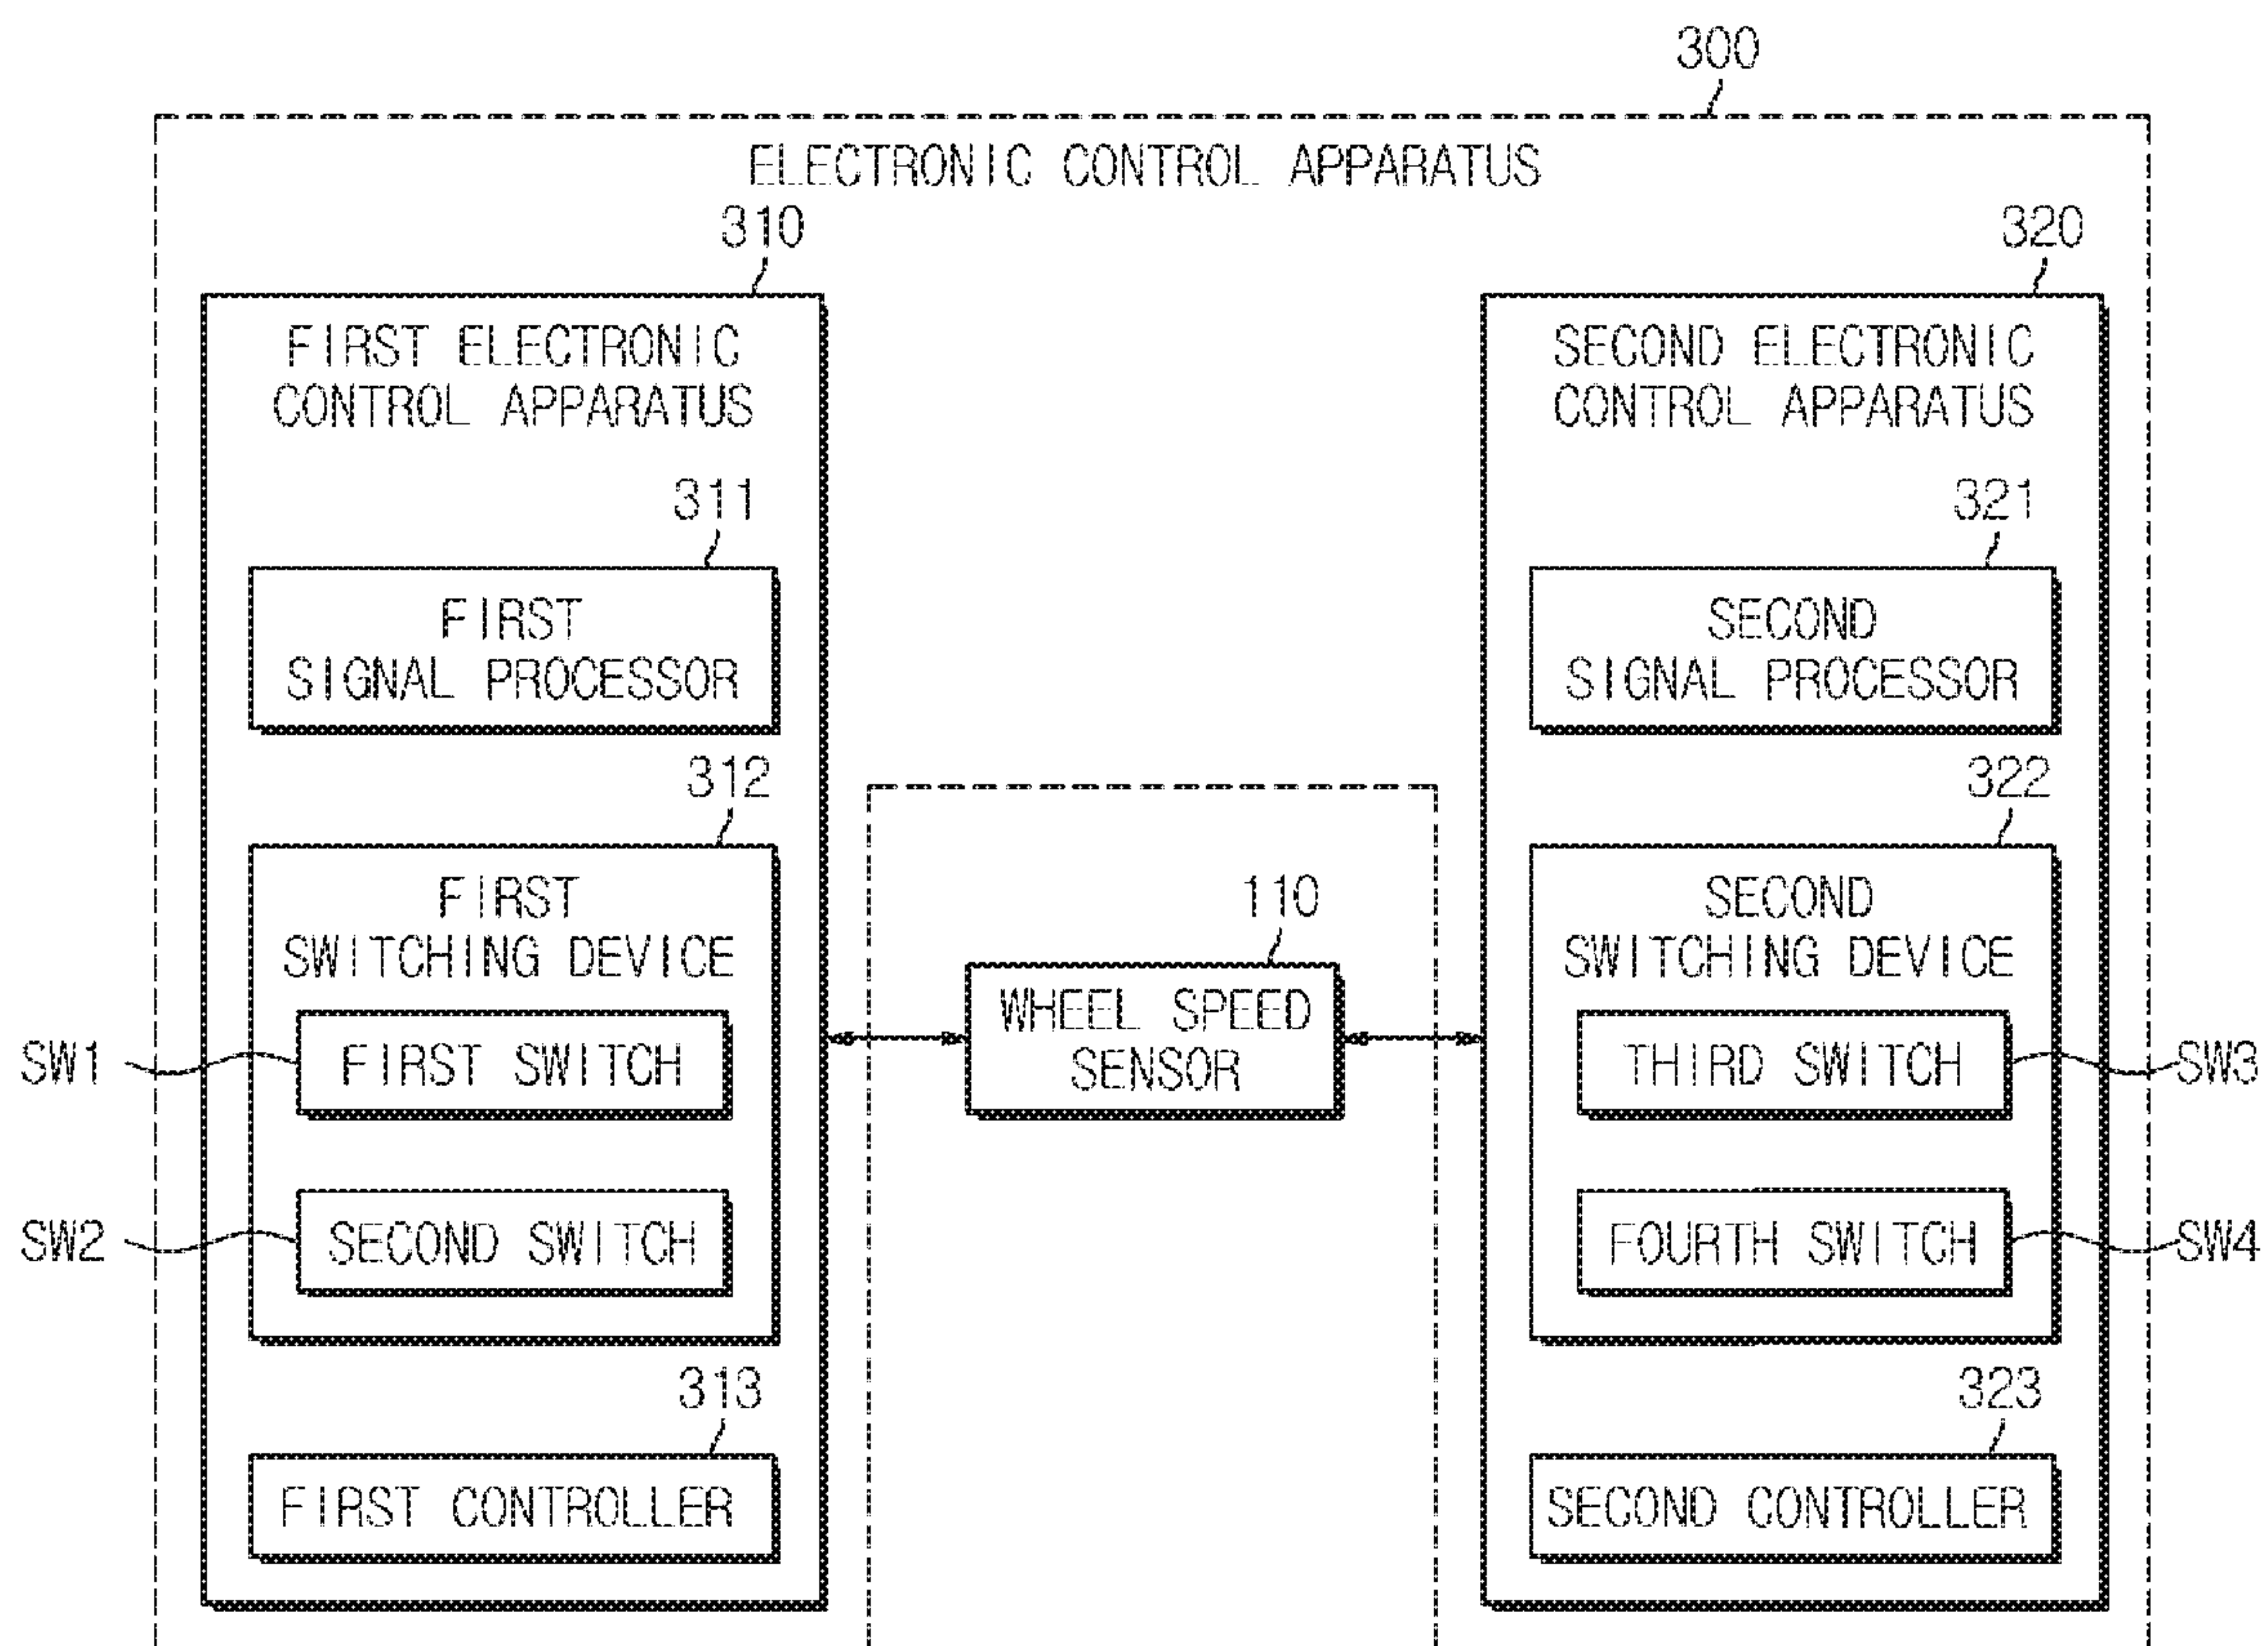 300
ELECTRONIC CONTROL APPARATUS
310
320
FIRST ELECTRONIC
CONTROL APPARATUS
SECOND ELECTRONIC
CONTROL APPARATUS
311
321
FIRST
SIGNAL PROCESSOR
SECOND
SIGNAL PROCESSOR
312
322
FIRST
SWITCHING DEVICE
110
SECOND
SWITCHING DEVICE
SW1
FIRST SWITCH
WHEEL SPEED
SENSOR
THIRD SWITCH
SW3
SW2
SECOND SWITCH
FOURTH SWITCH
SW4
313
323
FIRST CONTROLLER
SECOND CONTROLLER